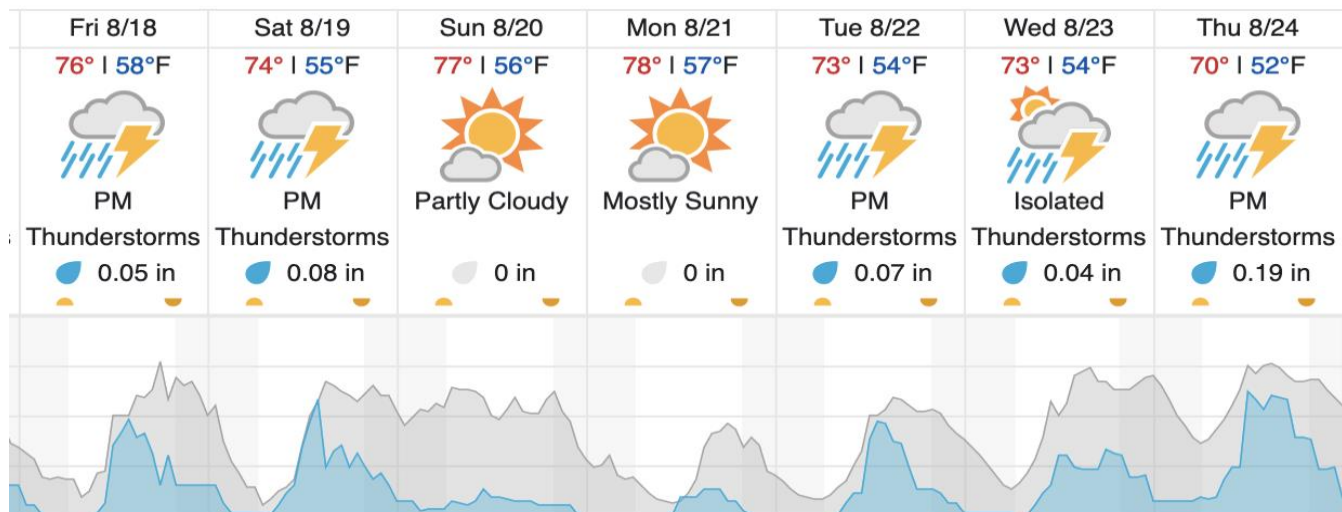 Fri 8/18 Sat 8/19 Sun 8/20 Mon 8/21 Tue 8/22 Wed 8/23 Thu 8/24
76° | 58°F 74° | 55°F 77° | 56°F 78° | 57°F 73° | 54°F 73° | 54°F 70° | 52°F
PM PM Partly Cloudy Mostly Sunny PM Isolated PM
Thunderstorms Thunderstorms Thunderstorms Thunderstorms Thunderstorms
0.05 in 0.08 in 0 in 0 in 0.07 in 0.04 in 0.19 in